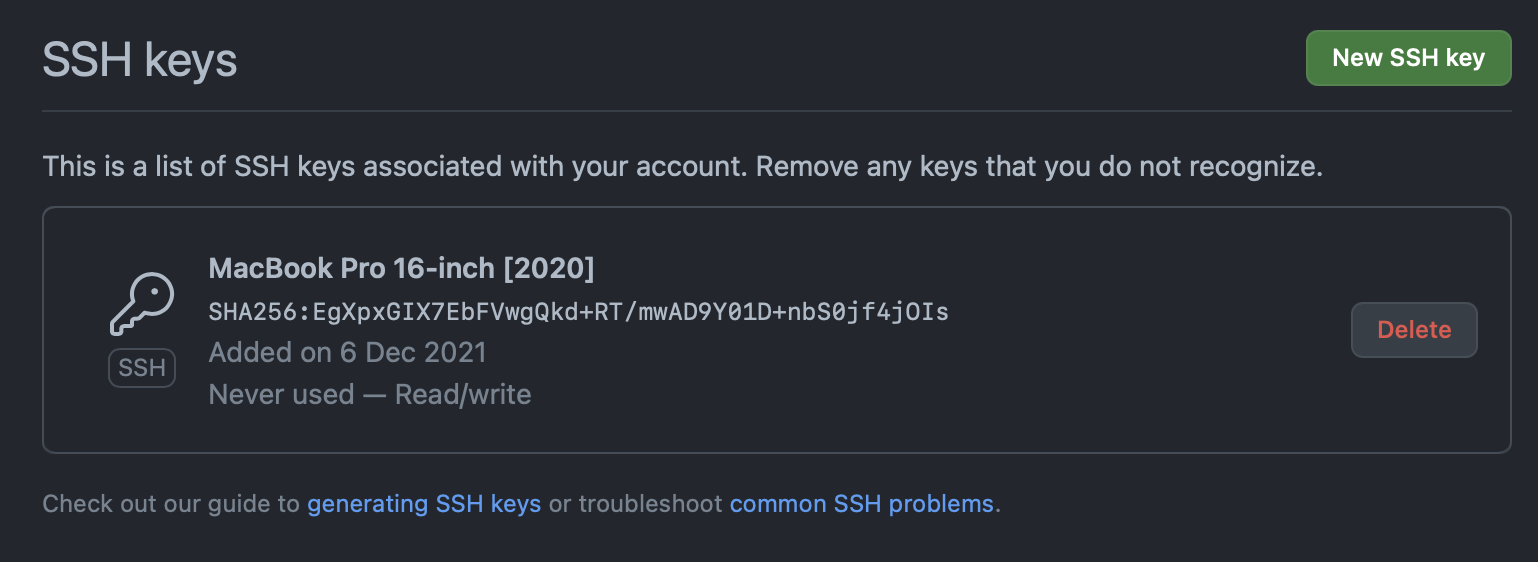 SSH keys
New SSH key
This is a list of SSH keys associated with your account. Remove any keys that you do not recognize.
MacBook Pro 16-inch [2020]
SHA256:EgXpxGIX7EbFVwgQkd+RT/mwAD9Y01D+nbS0jf4jOIs
Added on 6 Dec 2021
Never used — Read/write
SSH
Delete
Check out our guide to generating SSH keys or troubleshoot common SSH problems.